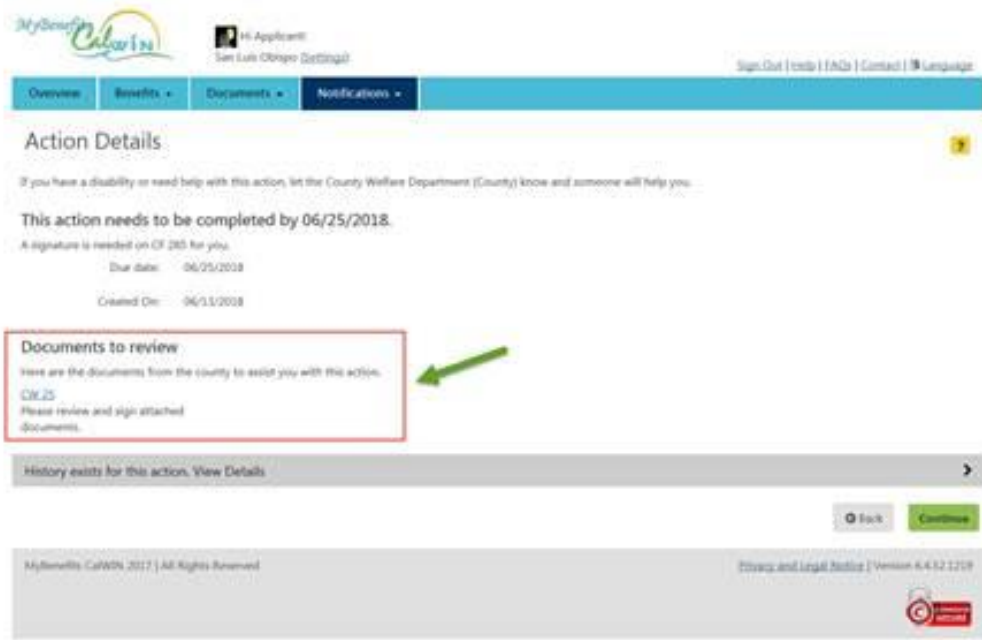 MyBenefits CalWIN
Hi Applicant!
San Luis Obispo (Settings)
Sign Out | Help | FAQs | Contact | Language
Overview Benefits Documents Notifications
Action Details
?
If you have a disability or need help with this action, let the County Welfare Department (County) know and someone will help you.
This action needs to be completed by 06/25/2018.
A signature is needed on CF 285 for you.
Due date: 06/25/2018
Created On: 06/13/2018
Documents to review
Here are the documents from the county to assist you with this action.
CW 25
Please review and sign attached
documents.
History exists for this action. View Details
Back Continue
MyBenefits CalWIN 2017 | All Rights Reserved
Privacy and Legal Notice | Version 6.4.52.1219
SECURE